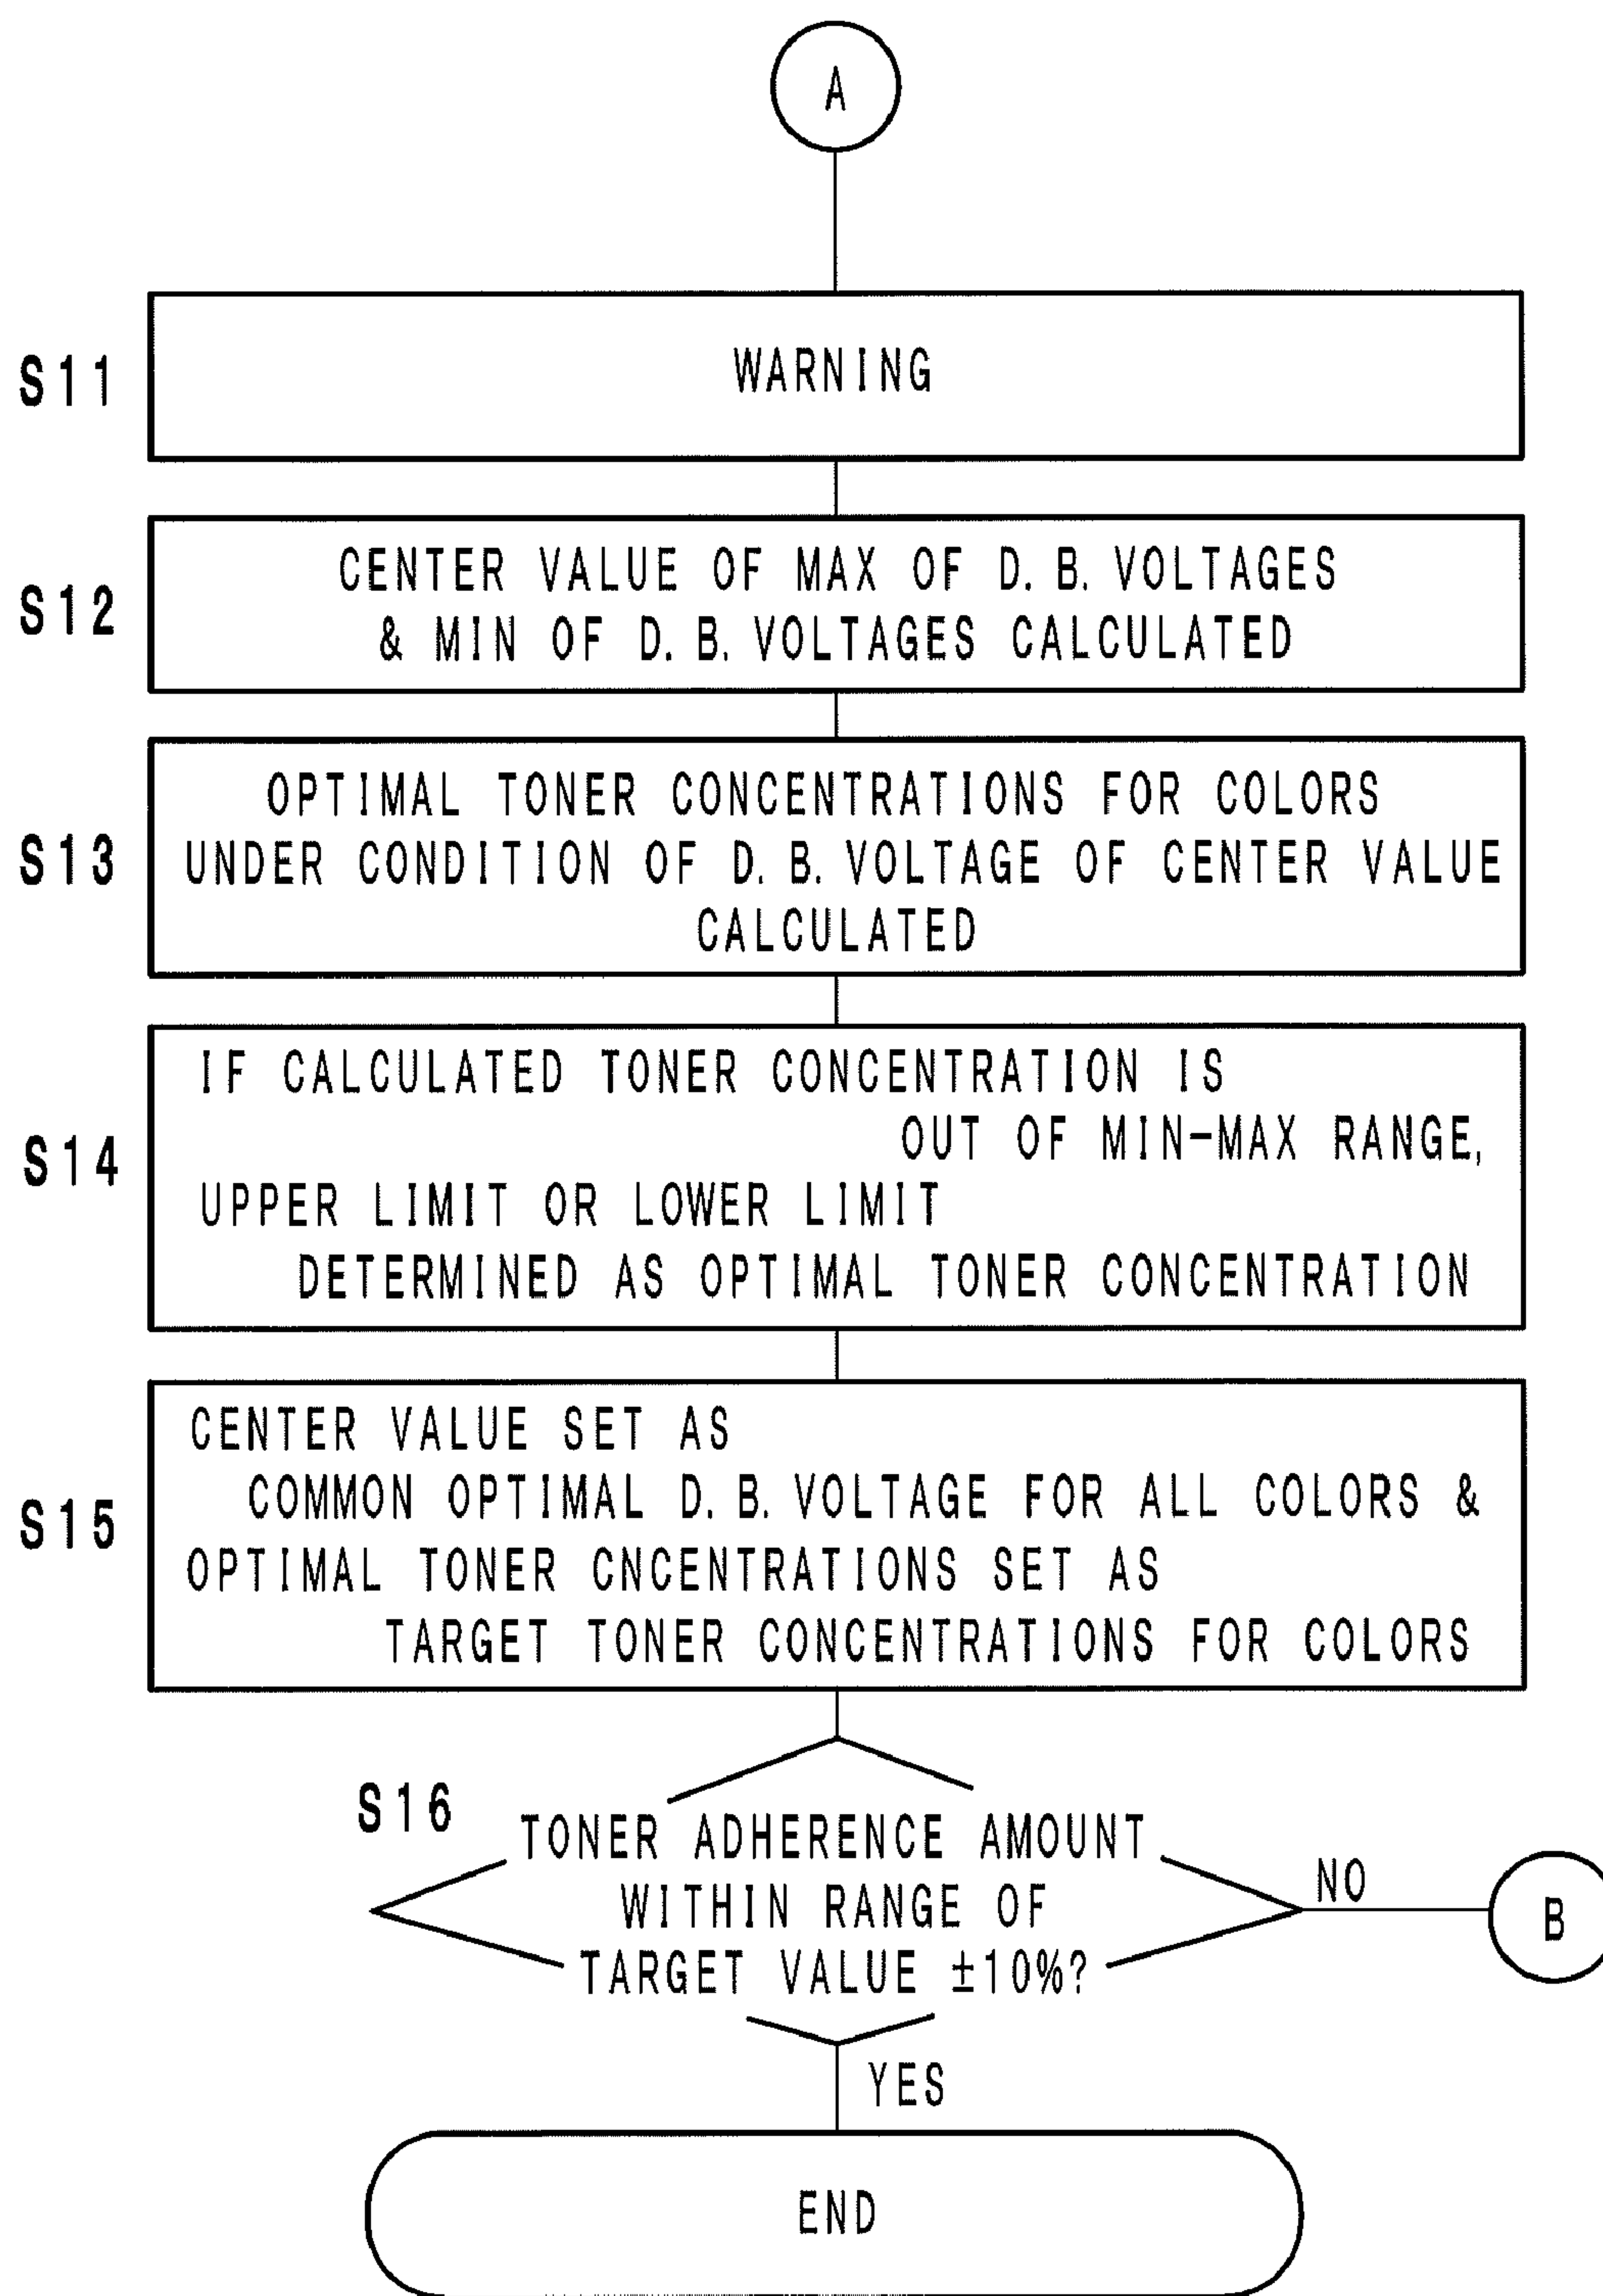 A
S11
WARNING
S12
CENTER VALUE OF MAX OF D.B. VOLTAGES
& MIN OF D.B. VOLTAGES CALCULATED
S13
OPTIMAL TONER CONCENTRATIONS FOR COLORS
UNDER CONDITION OF D.B. VOLTAGE OF CENTER VALUE
CALCULATED
S14
IF CALCULATED TONER CONCENTRATION IS
OUT OF MIN-MAX RANGE,
UPPER LIMIT OR LOWER LIMIT
DETERMINED AS OPTIMAL TONER CONCENTRATION
S15
CENTER VALUE SET AS
COMMON OPTIMAL D.B. VOLTAGE FOR ALL COLORS &
OPTIMAL TONER CNCENTRATIONS SET AS
TARGET TONER CONCENTRATIONS FOR COLORS
S16
TONER ADHERENCE AMOUNT
WITHIN RANGE OF
TARGET VALUE ±10%?
NO
B
YES
END